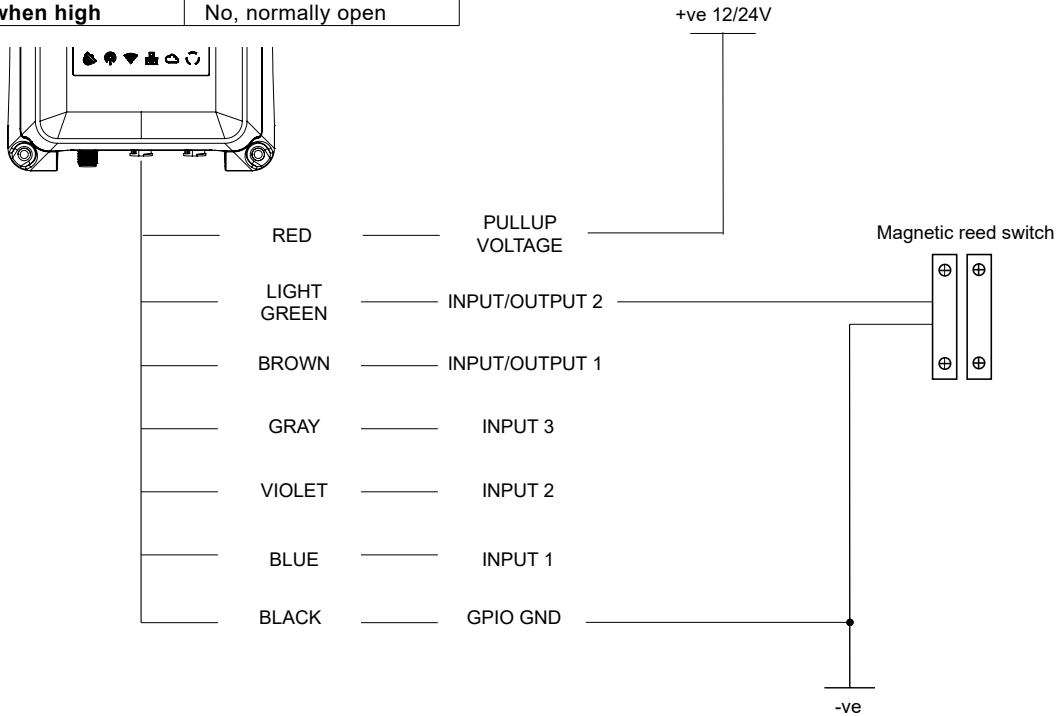 when high No, normally open
+ve 12/24V
RED PULLUP
VOLTAGE
Magnetic reed switch
LIGHT
GREEN
INPUT/OUTPUT 2
BROWN INPUT/OUTPUT 1
GRAY INPUT 3
VIOLET INPUT 2
BLUE INPUT 1
BLACK GPIO GND
-ve